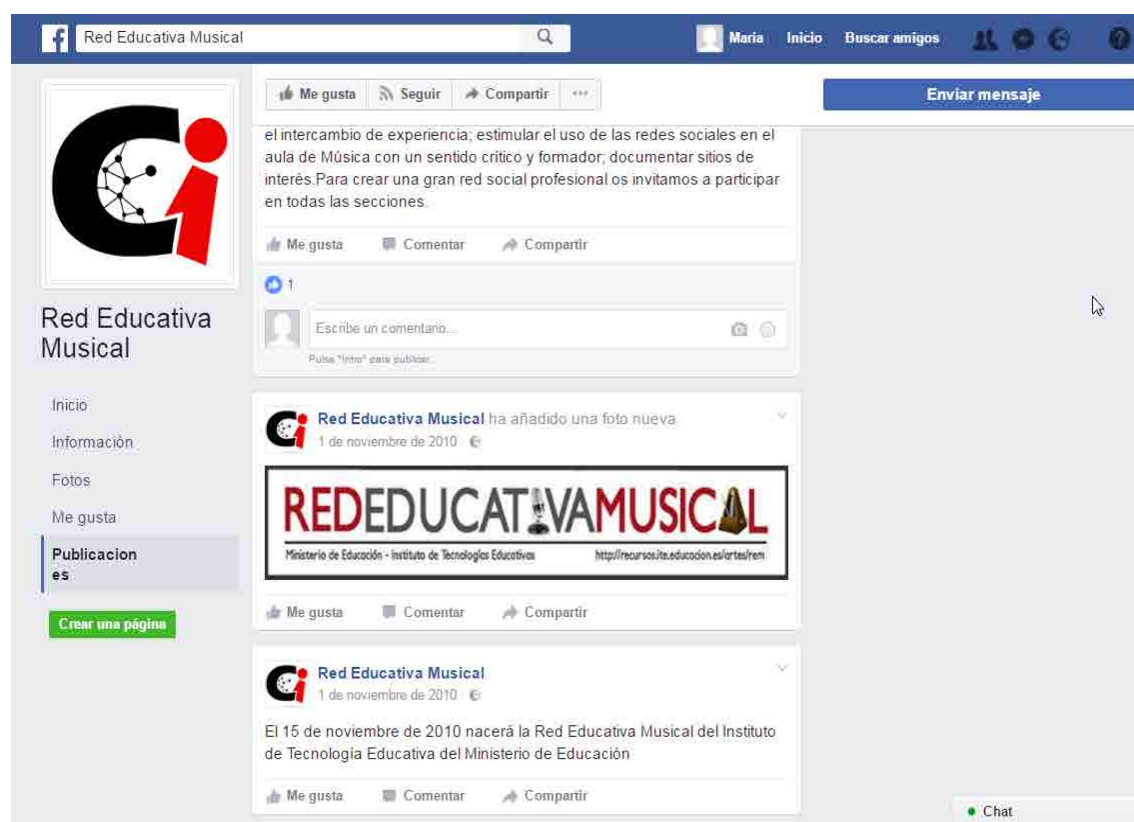 Red Educativa Musical
Maria Inicio Buscar amigos
Me gusta Seguir Compartir
Enviar mensaje
el intercambio de experiencia; estimular el uso de las redes sociales en el
aula de Música con un sentido crítico y formador; documentar sitios de
interés.Para crear una gran red social profesional os invitamos a participar
en todas las secciones.
Me gusta Comentar Compartir
1
Escribe un comentario...
Pulsa "Intro" para publicar.
Red Educativa
Musical
Inicio
Información
Fotos
Me gusta
Publicacion
es
Crear una página
Red Educativa Musical ha añadido una foto nueva
1 de noviembre de 2010
REDEDUCATIVAMUSICAL
Ministerio de Educación - Instituto de Tecnologías Educativas http://recursos.ite.educacion.es/artes/rem
Me gusta Comentar Compartir
Red Educativa Musical
1 de noviembre de 2010
El 15 de noviembre de 2010 nacerá la Red Educativa Musical del Instituto
de Tecnología Educativa del Ministerio de Educación
Me gusta Comentar Compartir
Chat